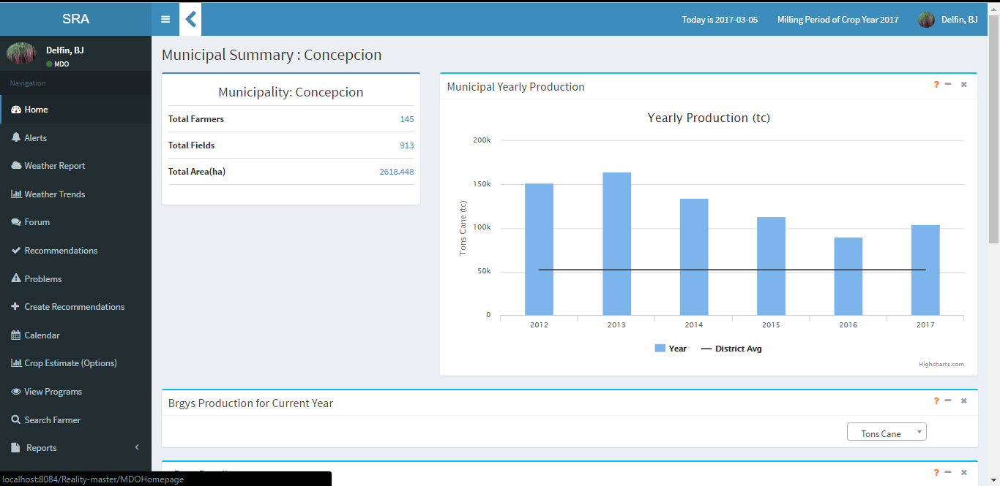 SRA
Today is 2017-03-05
Milling Period of Crop Year 2017
Delfin, BJ
Delfin, BJ
MDO
Navigation
Home
Alerts
Weather Report
Weather Trends
Forum
Recommendations
Problems
Create Recommendations
Calendar
Crop Estimate (Options)
View Programs
Search Farmer
Reports
Municipal Summary : Concepcion
Municipality: Concepcion
Total Farmers 145
Total Fields 913
Total Area(ha) 2618.448
Municipal Yearly Production
?
Yearly Production (tc)
Tons Cane (tc)
200k
150k
100k
50k
0
2012 2013 2014 2015 2016 2017
Year District Avg
Highcharts.com
Brgys Production for Current Year
?
Tons Cane
?
localhost:8084/Reality-master/MDOHomepage